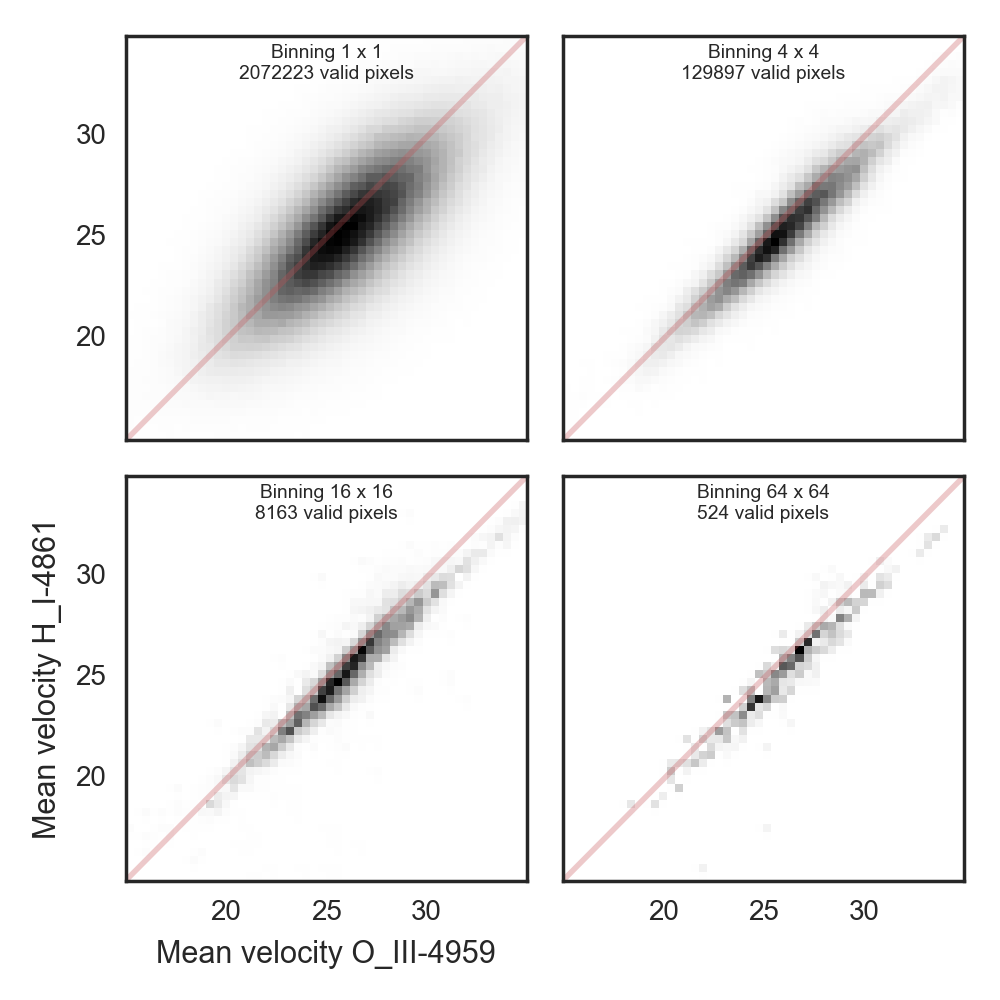 Binning 1 x 1
2072223 valid pixels
Binning 4 x 4
129897 valid pixels
30
25
20
Binning 16 x 16
8163 valid pixels
Binning 64 x 64
524 valid pixels
30
25
20
Mean velocity H_I-4861
20 25 30
20 25 30
Mean velocity O_III-4959